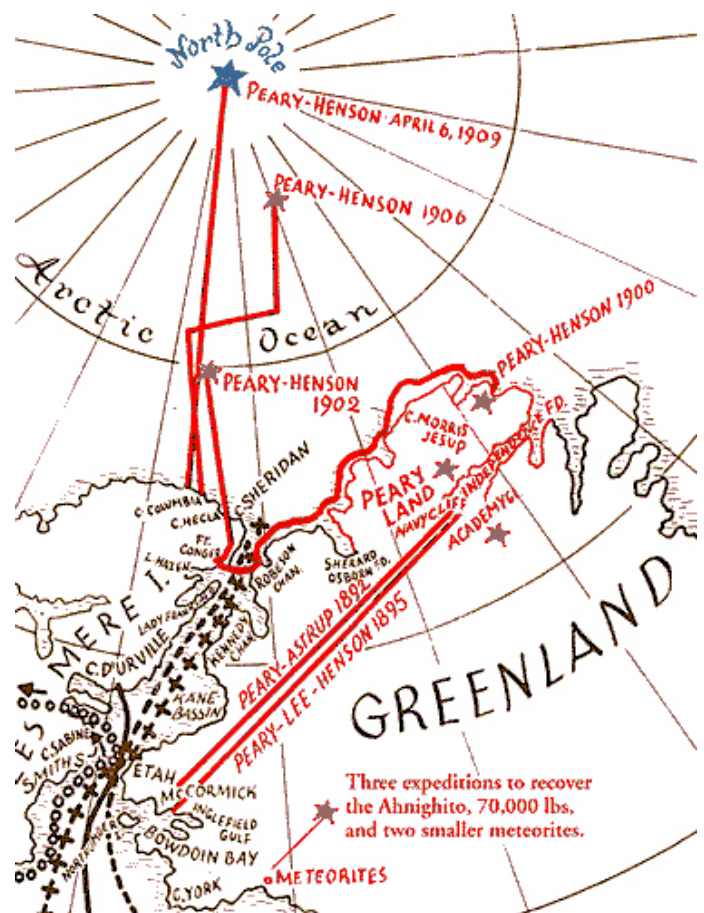 North Pole
PEARY-HENSON APRIL 6, 1909
PEARY-HENSON 1906
Arctic Ocean
PEARY-HENSON 1900
PEARY-HENSON
1902
C. MORRIS
JESUP
INDEPENDENCE FD.
PEARY
LAND
NAVY CLIFF
ACADEMY GL.
C. SHERIDAN
C. COLUMBIA
C. HECLA
FT.
CONGER
L. HAZEN
ROBESON
CHAN.
SHERARD
OSBORN FD.
MERE I.
LADY FRANKLIN
KENNEDY
CHAN.
C. D'URVILLE
PEARY-ASTRUP 1892
PEARY-LEE-HENSON 1895
GREENLAND
KANE
BASSIN
ES
C. SABINE
SMITH S
ETAH
McCORMICK
INGLEFIELD
GULF
BOWDOIN BAY
C. YORK
METEORITES
Three expeditions to recover
the Ahnighito, 70,000 lbs,
and two smaller meteorites.